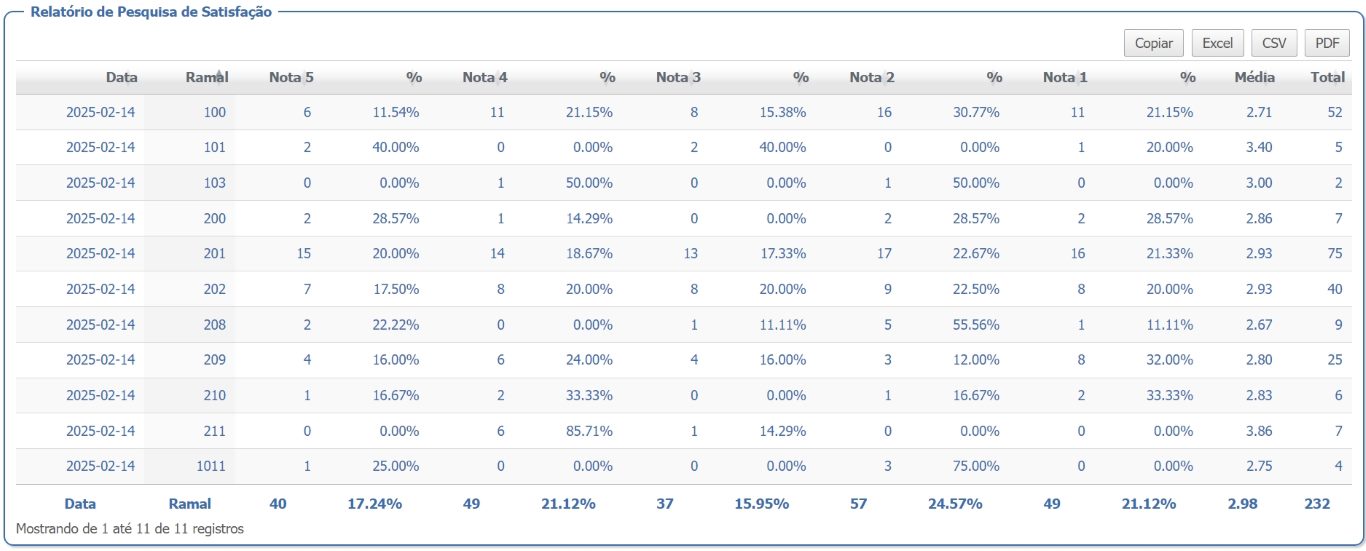 Relatório de Pesquisa de Satisfação
Copiar Excel CSV PDF
Data Ramal Nota 5 % Nota 4 % Nota 3 % Nota 2 % Nota 1 % Média Total
2025-02-14 100 6 11.54% 11 21.15% 8 15.38% 16 30.77% 11 21.15% 2.71 52
2025-02-14 101 2 40.00% 0 0.00% 2 40.00% 0 0.00% 1 20.00% 3.40 5
2025-02-14 103 0 0.00% 1 50.00% 0 0.00% 1 50.00% 0 0.00% 3.00 2
2025-02-14 200 2 28.57% 1 14.29% 0 0.00% 2 28.57% 2 28.57% 2.86 7
2025-02-14 201 15 20.00% 14 18.67% 13 17.33% 17 22.67% 16 21.33% 2.93 75
2025-02-14 202 7 17.50% 8 20.00% 8 20.00% 9 22.50% 8 20.00% 2.93 40
2025-02-14 208 2 22.22% 0 0.00% 1 11.11% 5 55.56% 1 11.11% 2.67 9
2025-02-14 209 4 16.00% 6 24.00% 4 16.00% 3 12.00% 8 32.00% 2.80 25
2025-02-14 210 1 16.67% 2 33.33% 0 0.00% 1 16.67% 2 33.33% 2.83 6
2025-02-14 211 0 0.00% 6 85.71% 1 14.29% 0 0.00% 0 0.00% 3.86 7
2025-02-14 1011 1 25.00% 0 0.00% 0 0.00% 3 75.00% 0 0.00% 2.75 4
Data Ramal 40 17.24% 49 21.12% 37 15.95% 57 24.57% 49 21.12% 2.98 232
Mostrando de 1 até 11 de 11 registros